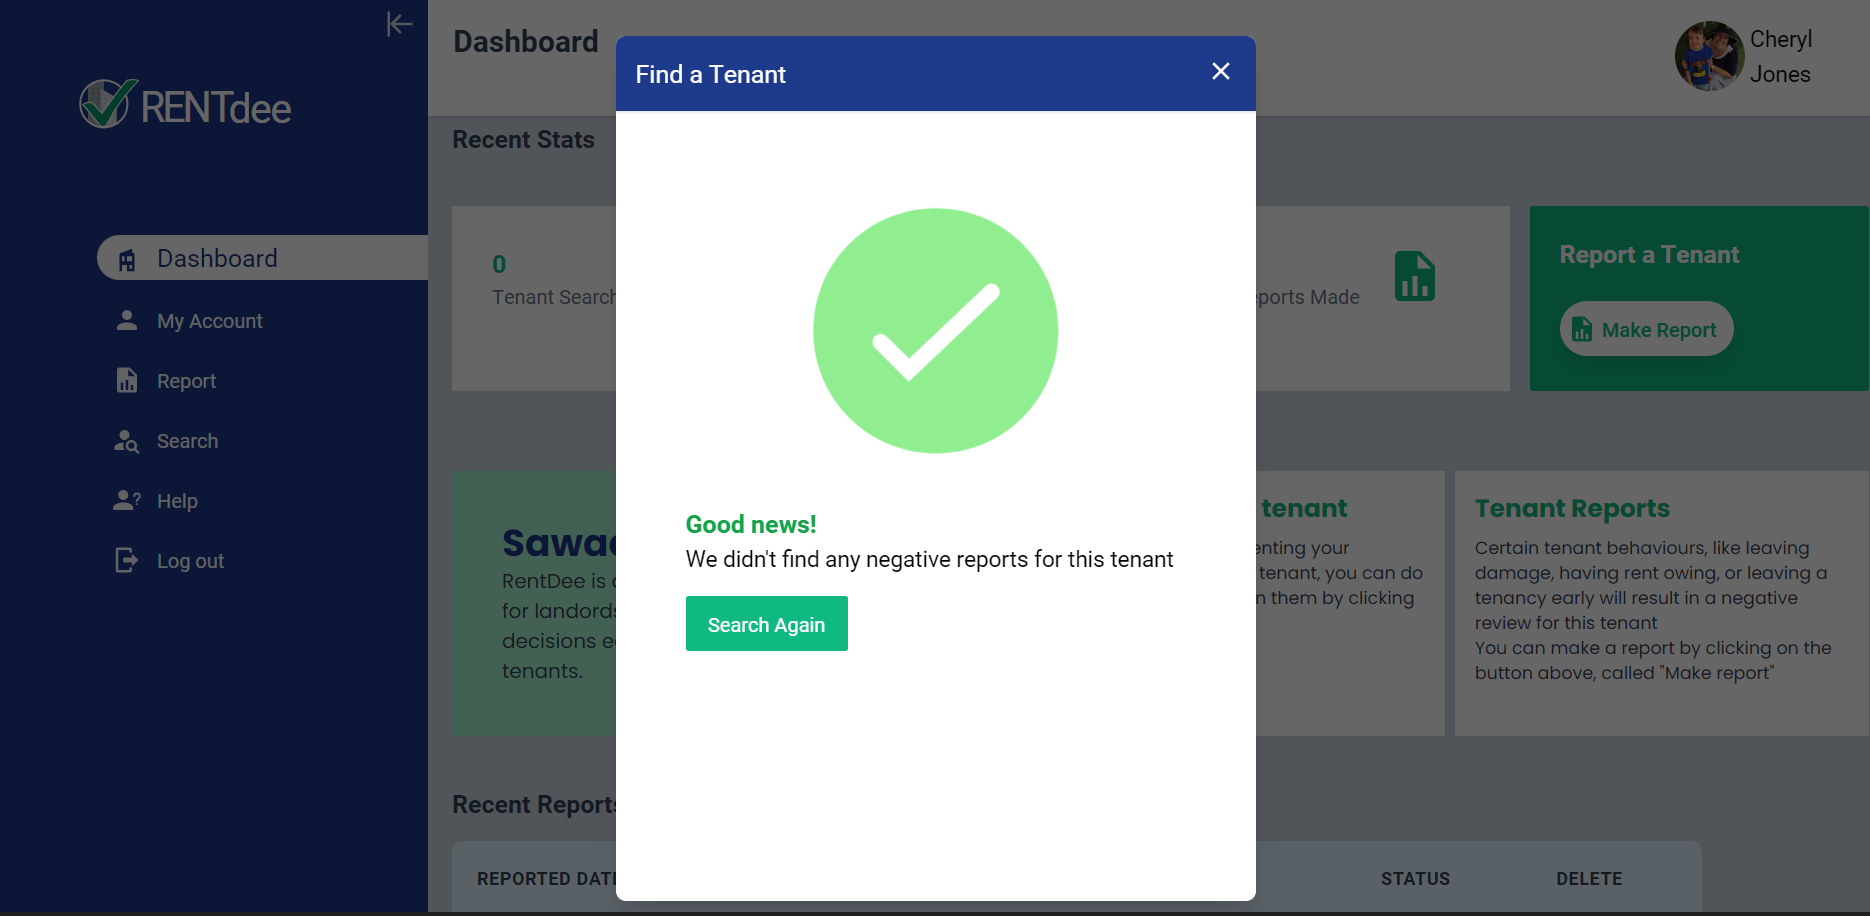 RENTdee
Dashboard
My Account
Report
Search
Help
Log out
Dashboard
Cheryl
Jones
Recent Stats
0
Tenant Search
ports Made
Report a Tenant
Make Report
Find a Tenant
Good news!
We didn't find any negative reports for this tenant
Search Again
RentDee is
for landords
decisions
tenants.
tenant
enting your
tenant, you can do
n them by clicking
Tenant Reports
Certain tenant behaviours, like leaving
damage, having rent owing, or leaving a
tenancy early will result in a negative
review for this tenant
You can make a report by clicking on the
button above, called "Make report"
Recent Reports
REPORTED DATE
STATUS
DELETE